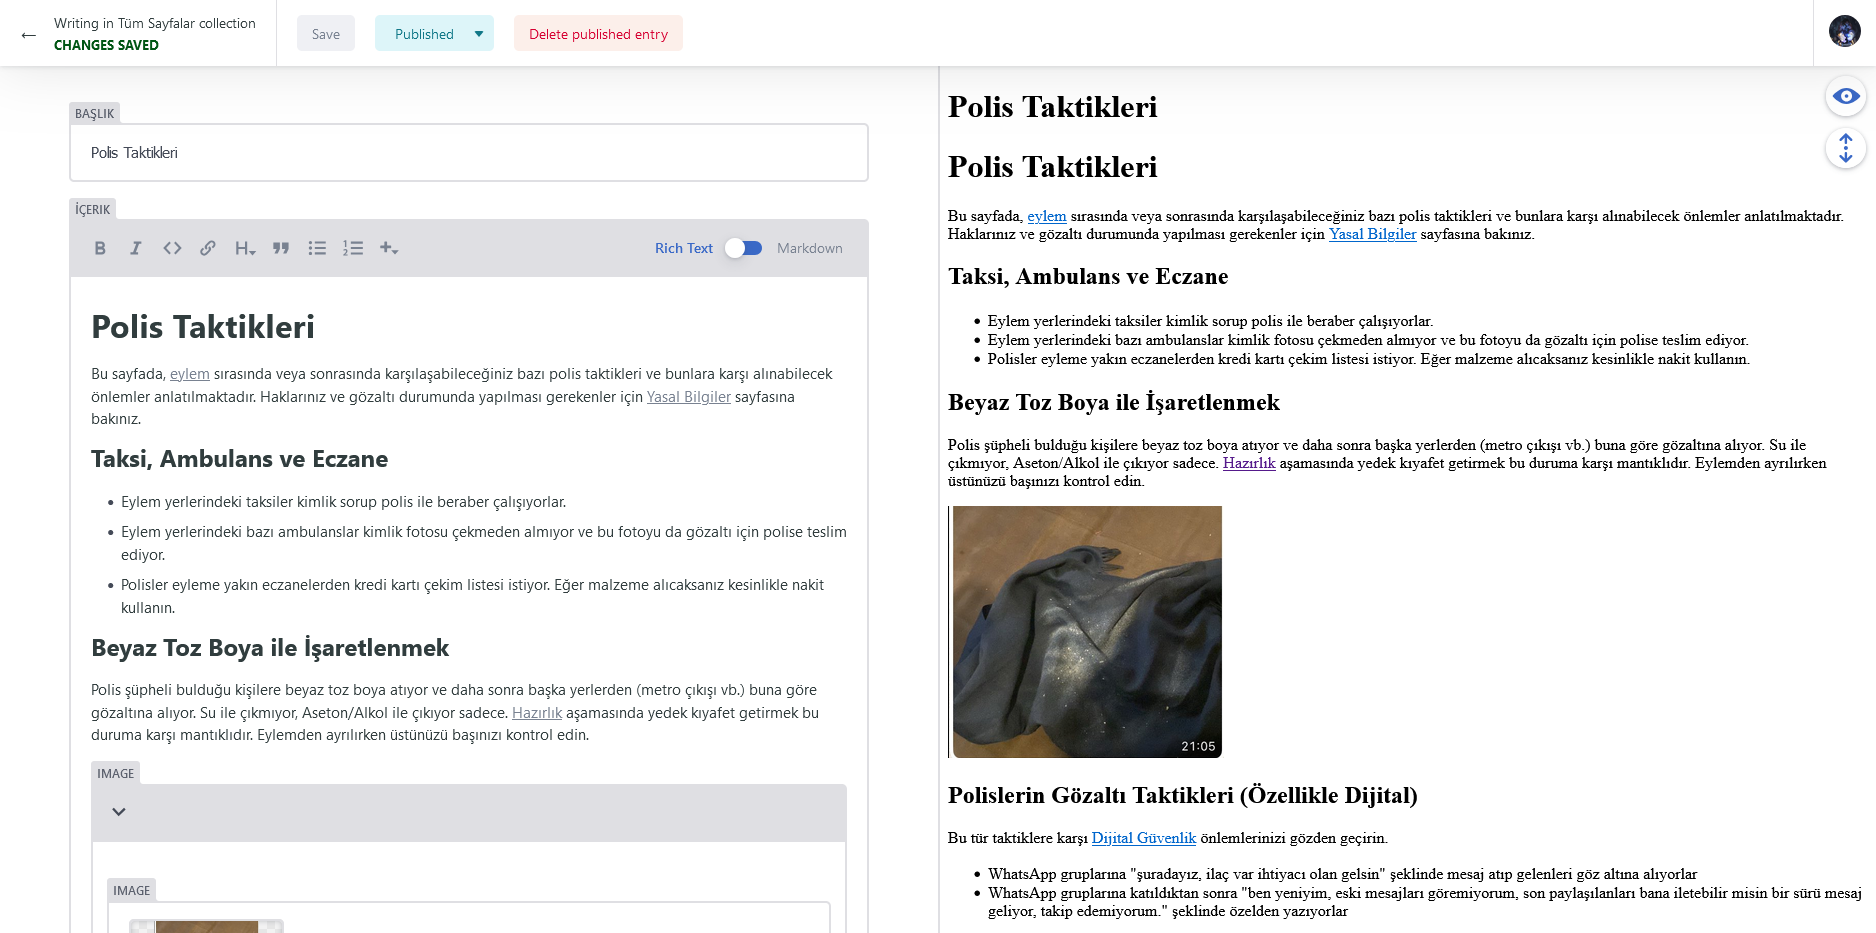 Writing in Tüm Sayfalar collection
CHANGES SAVED
Save
Published
Delete published entry
BAŞLIK
Polis Taktikleri
İÇERIK
Rich Text
Markdown
Polis Taktikleri
Bu sayfada, eylem sırasında veya sonrasında karşılaşabileceğiniz bazı polis taktikleri ve bunlara karşı alınabilecek
önlemler anlatılmaktadır. Haklarınız ve gözaltı durumunda yapılması gerekenler için Yasal Bilgiler sayfasına
bakınız.
Taksi, Ambulans ve Eczane
• Eylem yerlerindeki taksiler kimlik sorup polis ile beraber çalışıyorlar.
• Eylem yerlerindeki bazı ambulanslar kimlik fotosu çekmeden almıyor ve bu fotoyu da gözaltı için polise teslim
ediyor.
• Polisler eyleme yakın eczanelerden kredi kartı çekim listesi istiyor. Eğer malzeme alıcaksanız kesinlikle nakit
kullanın.
Beyaz Toz Boya ile İşaretlenmek
Polis şüpheli bulduğu kişilere beyaz toz boya atıyor ve daha sonra başka yerlerden (metro çıkışı vb.) buna göre
gözaltına alıyor. Su ile çıkmıyor, Aseton/Alkol ile çıkıyor sadece. Hazırlık aşamasında yedek kıyafet getirmek bu
duruma karşı mantıklıdır. Eylemden ayrılırken üstünüzü başınızı kontrol edin.
IMAGE
IMAGE
Polis Taktikleri
Polis Taktikleri
Bu sayfada, eylem sırasında veya sonrasında karşılaşabileceğiniz bazı polis taktikleri ve bunlara karşı alınabilecek önlemler anlatılmaktadır.
Haklarınız ve gözaltı durumunda yapılması gerekenler için Yasal Bilgiler sayfasına bakınız.
Taksi, Ambulans ve Eczane
• Eylem yerlerindeki taksiler kimlik sorup polis ile beraber çalışıyorlar.
• Eylem yerlerindeki bazı ambulanslar kimlik fotosu çekmeden almıyor ve bu fotoyu da gözaltı için polise teslim ediyor.
• Polisler eyleme yakın eczanelerden kredi kartı çekim listesi istiyor. Eğer malzeme alıcaksanız kesinlikle nakit kullanın.
Beyaz Toz Boya ile İşaretlenmek
Polis şüpheli bulduğu kişilere beyaz toz boya atıyor ve daha sonra başka yerlerden (metro çıkışı vb.) buna göre gözaltına alıyor. Su ile
çıkmıyor, Aseton/Alkol ile çıkıyor sadece. Hazırlık aşamasında yedek kıyafet getirmek bu duruma karşı mantıklıdır. Eylemden ayrılırken
üstünüzü başınızı kontrol edin.
21:05
Polislerin Gözaltı Taktikleri (Özellikle Dijital)
Bu tür taktiklere karşı Dijital Güvenlik önlemlerinizi gözden geçirin.
• WhatsApp gruplarına "şuradayız, ilaç var ihtiyacı olan gelsin" şeklinde mesaj atıp gelenleri göz altına alıyorlar
• WhatsApp gruplarına katıldıktan sonra "ben yeniyim, eski mesajları göremiyorum, son paylaşılanları bana iletebilir misin bir sürü mesaj
geliyor, takip edemiyorum." şeklinde özelden yazıyorlar